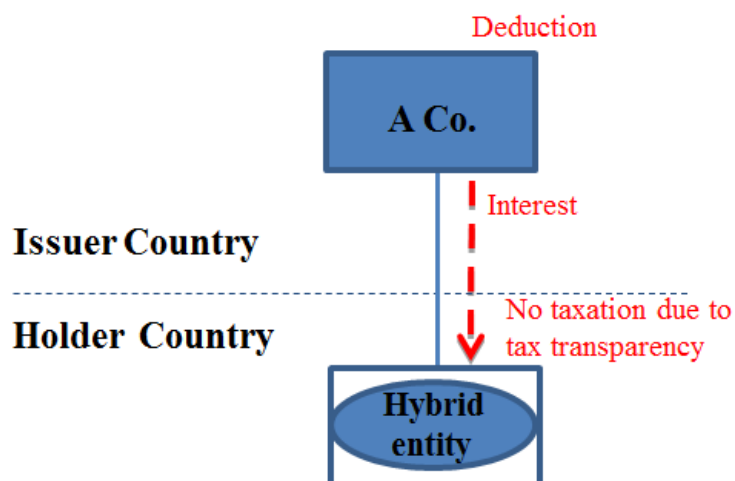 Deduction
A Co.
Interest
Issuer Country
No taxation due to
tax transparency
Holder Country
Hybrid
entity